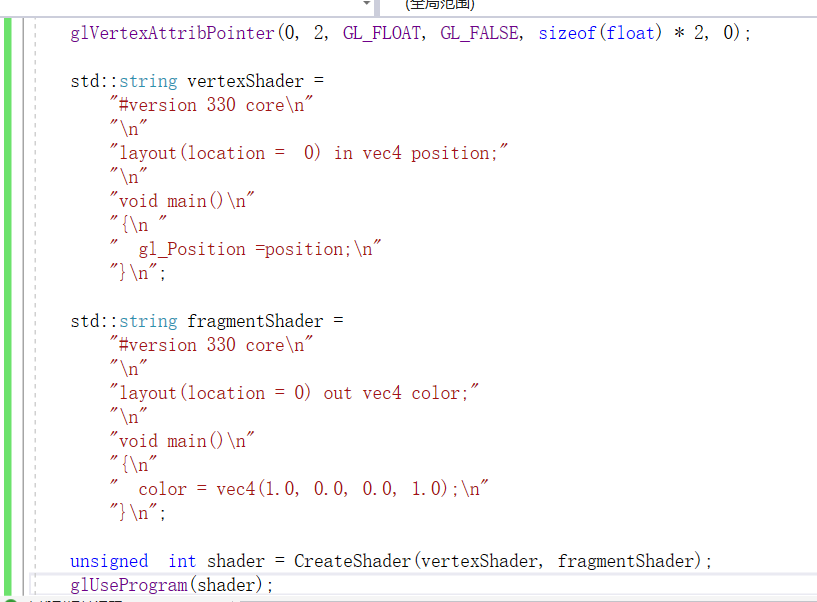 (全局范围)
glVertexAttribPointer(0, 2, GL_FLOAT, GL_FALSE, sizeof(float) * 2, 0);
std::string vertexShader =
"#version 330 core\n"
"\n"
"layout(location =  0) in vec4 position;"
"\n"
"void main()\n"
"{\n "
"  gl_Position =position;\n"
"}\n";
std::string fragmentShader =
"#version 330 core\n"
"\n"
"layout(location = 0) out vec4 color;"
"\n"
"void main()\n"
"{\n"
"  color = vec4(1.0, 0.0, 0.0, 1.0);\n"
"}\n";
unsigned  int shader = CreateShader(vertexShader, fragmentShader);
glUseProgram(shader);